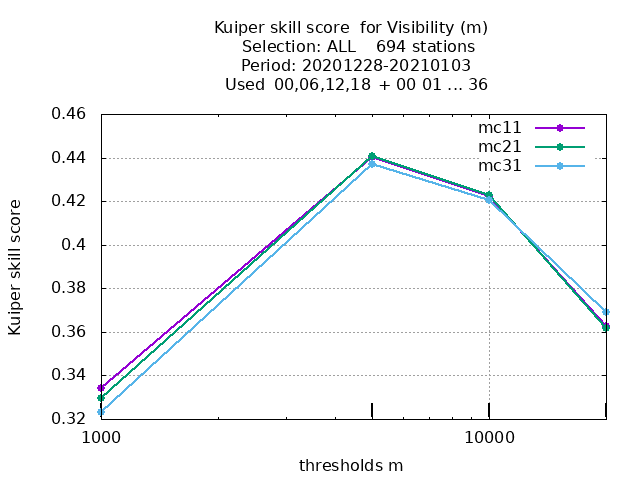 Kuiper skill score  for Visibility (m)
Selection: ALL    694 stations
Period: 20201228-20210103
Used  00,06,12,18  + 00 01 ... 36
0.46
0.44
0.42
0.4
0.38
0.36
0.34
0.32
Kuiper skill score
mc11
mc21
mc31
1000
10000
thresholds m